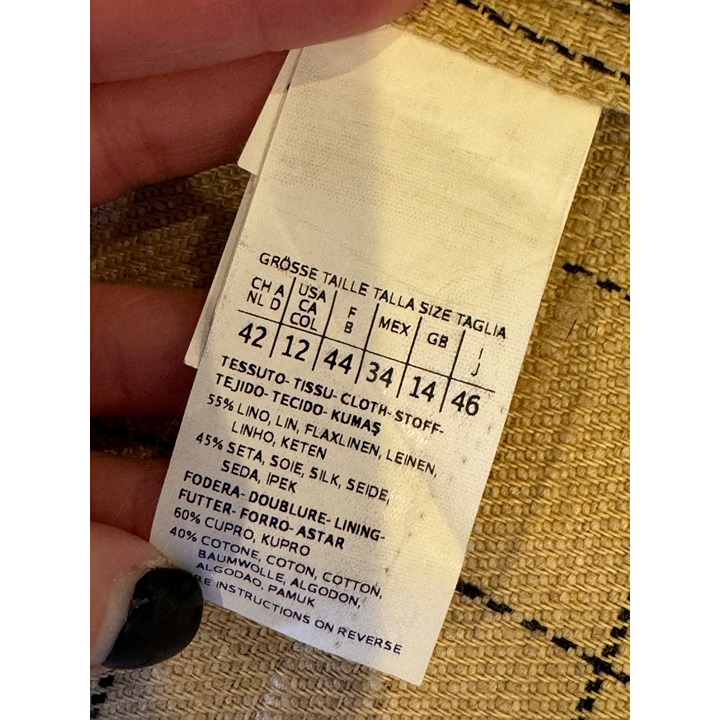 GRÖSSE TAILLE TALLA SIZE TAGLIA
CH A NL D | USA CA COL | F B | MEX | GB | I J
42 | 12 | 44 | 34 | 14 | 46
TESSUTO- TISSU- CLOTH- STOFF-
TEJIDO- TECIDO- KUMAŞ
55% LINO, LIN, FLAXLINEN, LEINEN,
LINHO, KETEN
45% SETA, SOIE, SILK, SEIDE,
SEDA, IPEK
FODERA- DOUBLURE- LINING-
FUTTER- FORRO- ASTAR
60% CUPRO, KUPRO
40% COTONE, COTON, COTTON,
BAUMWOLLE, ALGODON,
ALGODAO, PAMUK
INSTRUCTIONS ON REVERSE